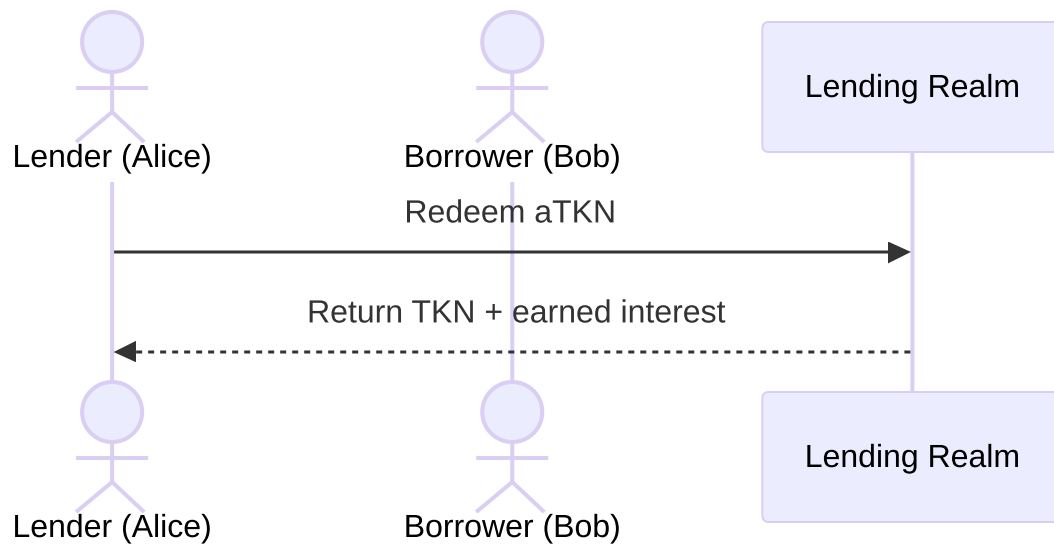 Lender (Alice)
Borrower (Bob)
Lending Realm
Redeem aTKN
Return TKN + earned interest
Lender (Alice)
Borrower (Bob)
Lending Realm